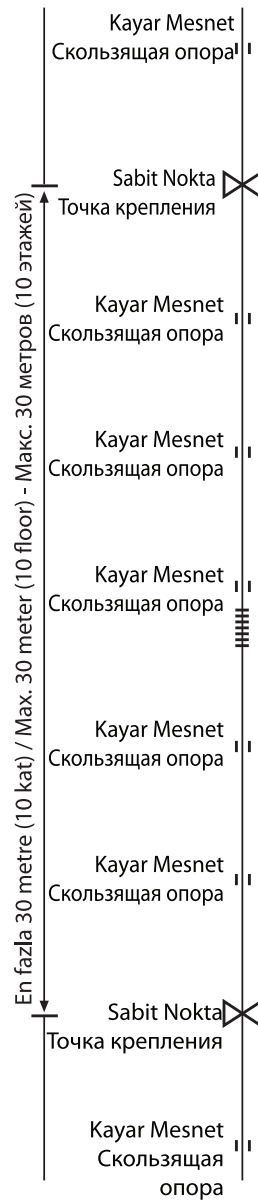 Kayar Mesnet
Скользящая опора
Sabit Nokta
Точка крепления
Kayar Mesnet
Скользящая опора
Kayar Mesnet
Скользящая опора
Kayar Mesnet
Скользящая опора
Kayar Mesnet
Скользящая опора
Kayar Mesnet
Скользящая опора
Sabit Nokta
Точка крепления
Kayar Mesnet
Скользящая
опора
En fazla 30 metre (10 kat) / Max. 30 meter (10 floor) - Макс. 30 метров (10 этажей)